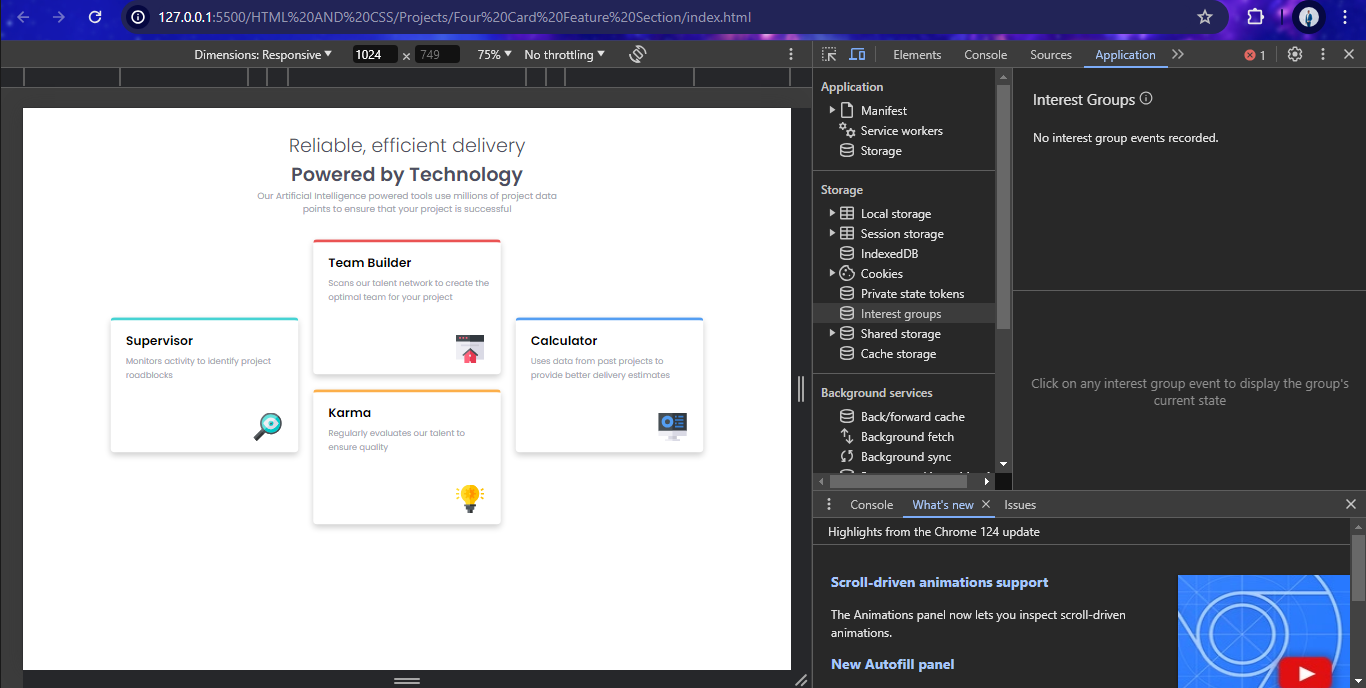 127.0.0.1:5500/HTML%20AND%20CSS/Projects/Four%20Card%20Feature%20Section/index.html
Dimensions: Responsive
1024
×
749
75%
No throttling
Elements
Console
Sources
Application
1
Reliable, efficient delivery
Powered by Technology
Our Artificial Intelligence powered tools use millions of project data
points to ensure that your project is successful
Team Builder
Scans our talent network to create the
optimal team for your project
Supervisor
Monitors activity to identify project
roadblocks
Calculator
Uses data from past projects to
provide better delivery estimates
Karma
Regularly evaluates our talent to
ensure quality
Application
Manifest
Service workers
Storage
Storage
Local storage
Session storage
IndexedDB
Cookies
Private state tokens
Interest groups
Shared storage
Cache storage
Background services
Back/forward cache
Background fetch
Background sync
Interest Groups
No interest group events recorded.
Click on any interest group event to display the group's
current state
Console
What's new
Issues
Highlights from the Chrome 124 update
Scroll-driven animations support
The Animations panel now lets you inspect scroll-driven
animations.
New Autofill panel